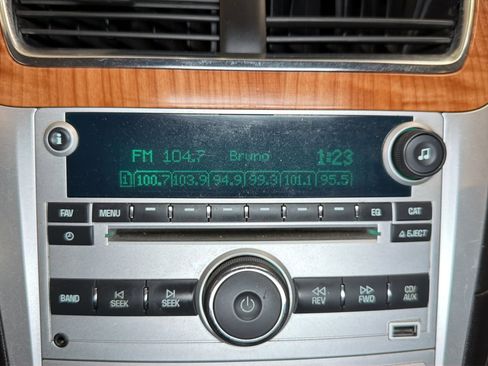 FM 104.7 Bruno 1:23
1 100.7 103.9 94.9 99.3 101.1 95.5
FAV MENU EQ CAT
EJECT
BAND SEEK SEEK REV FWD CD/
AUX